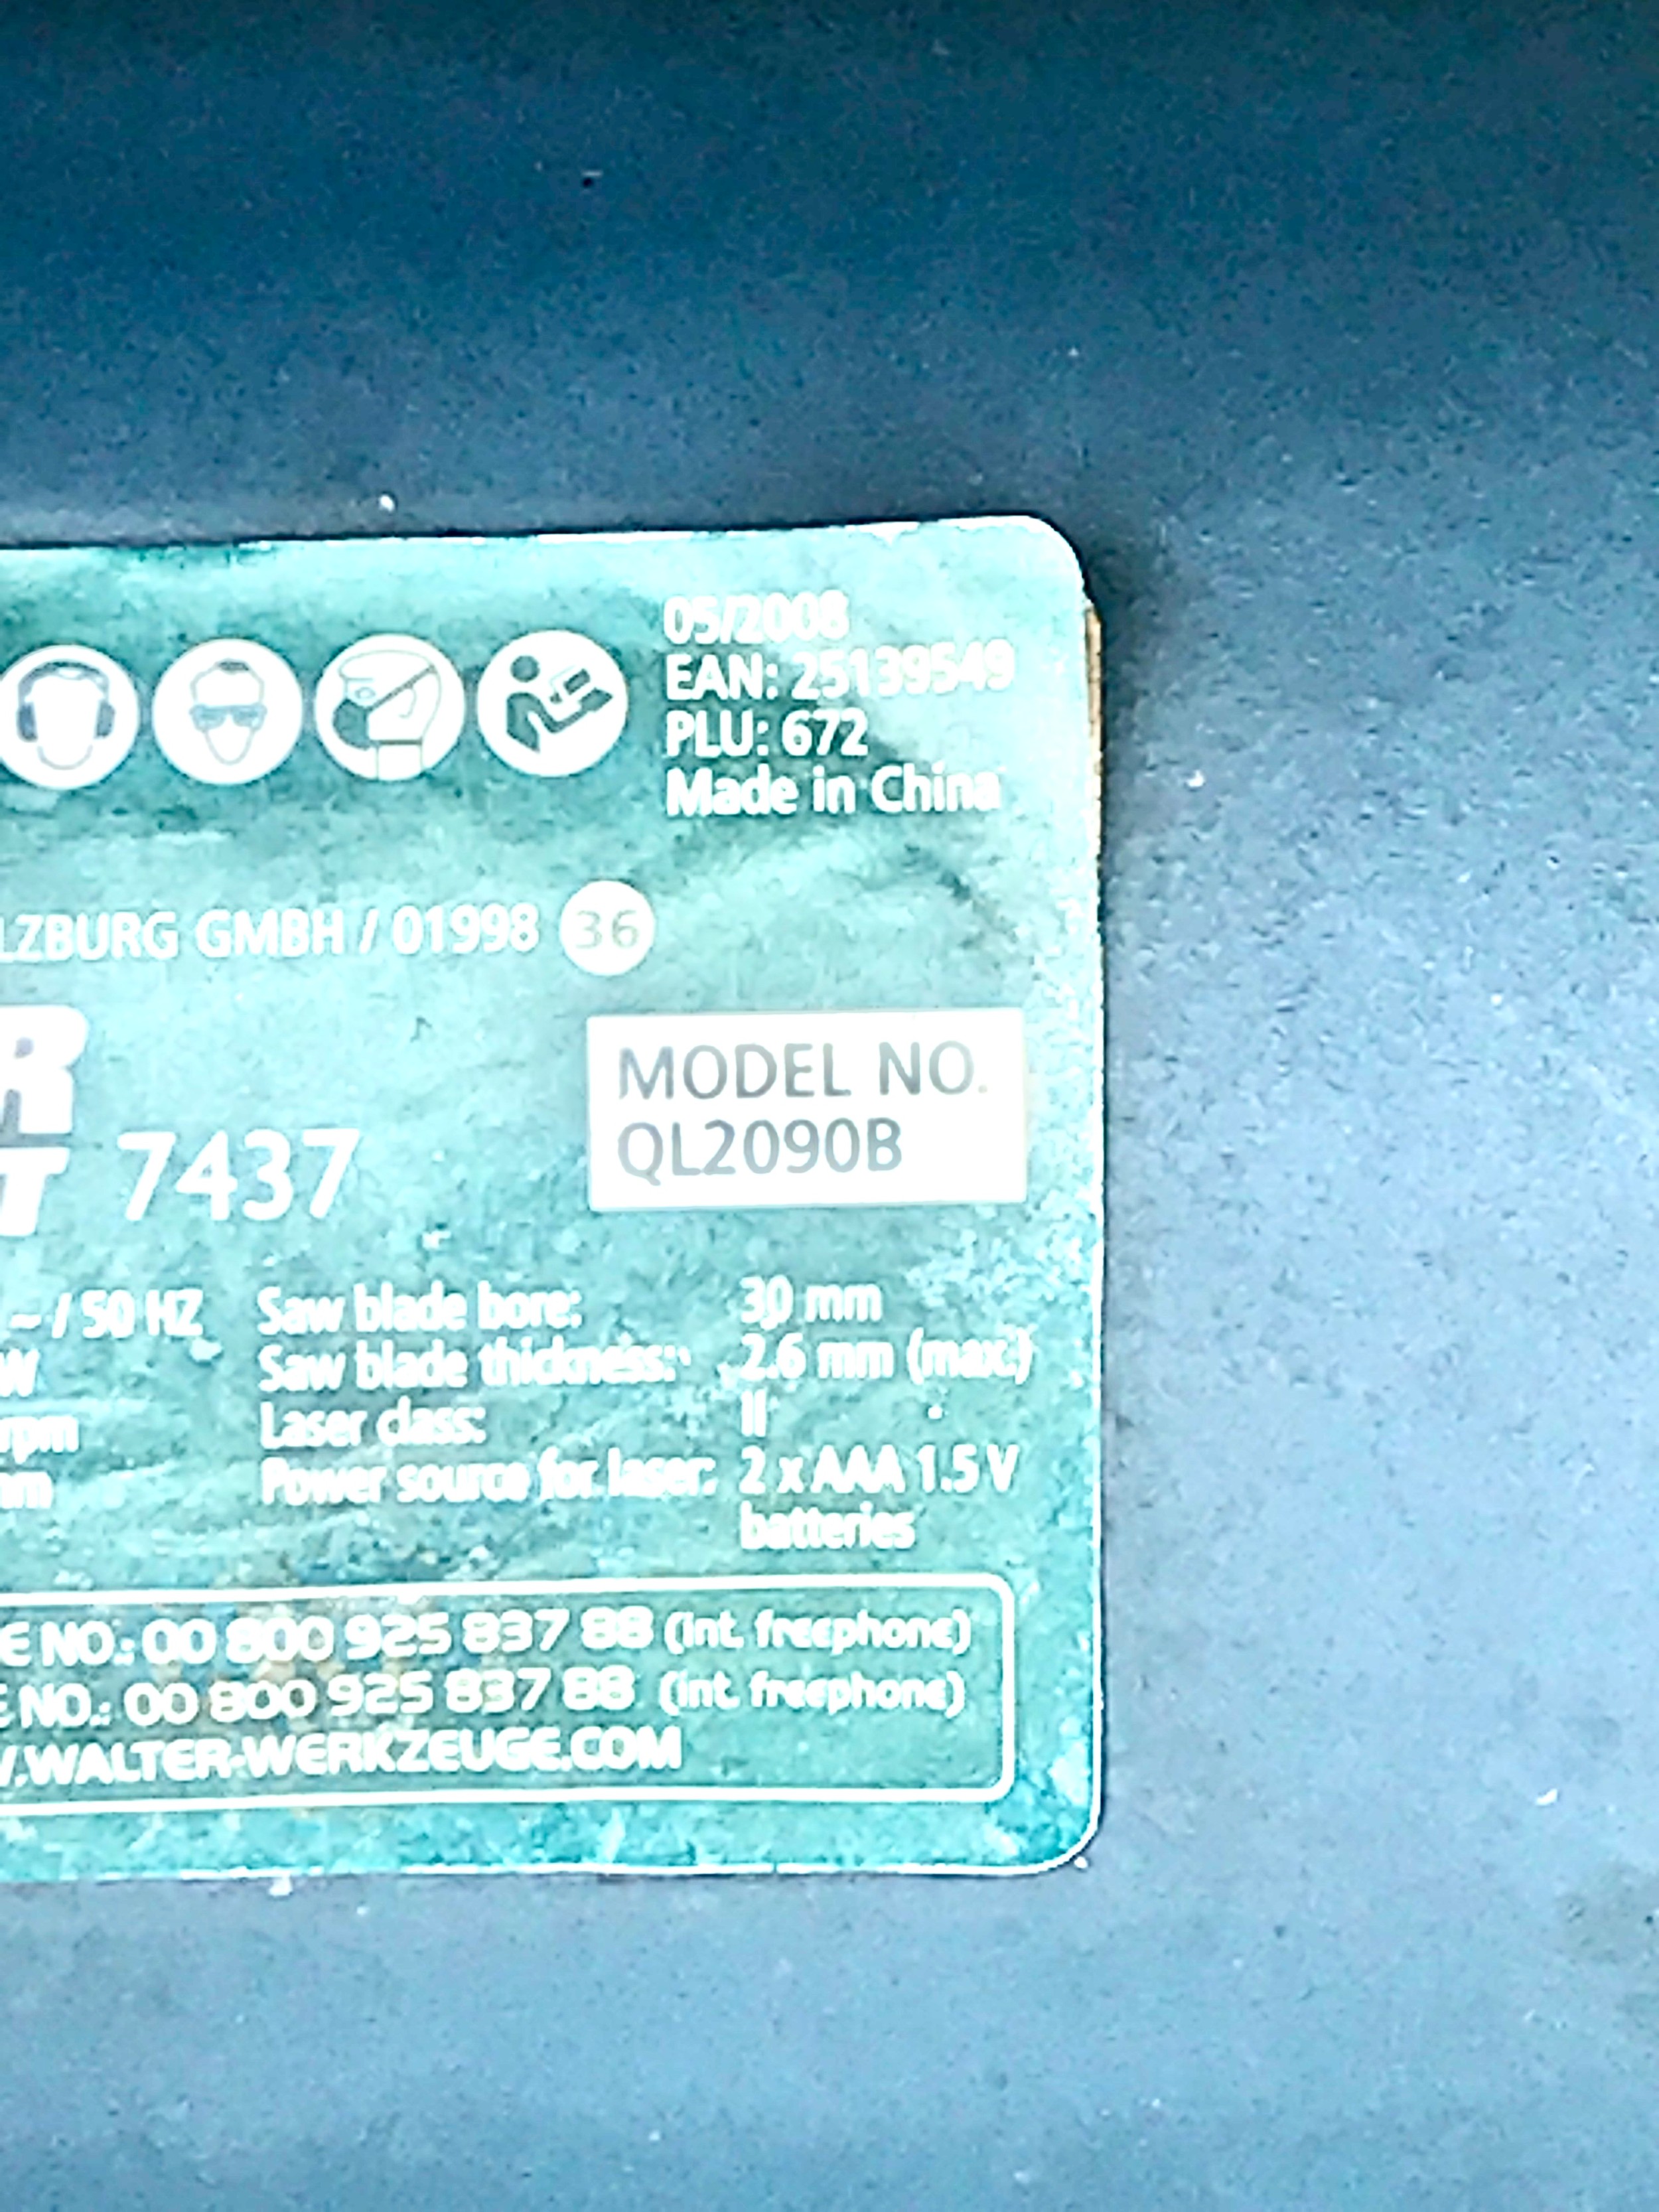 05/2008
EAN: 25139549
PLU: 672
Made in China
LZBURG GMBH / 01998 36
R
T 7437
MODEL NO.
QL2090B
~ / 50 HZ
W
rpm
mm
Saw blade bore: 30 mm
Saw blade thickness: 2.6 mm (max.)
Laser class: II
Power source for laser: 2 x AAA 1.5 V
batteries
E NO.: 00 800 925 837 88 (int. freephone)
E NO.: 00 800 925 837 88 (int. freephone)
.WALTER-WERKZEUGE.COM